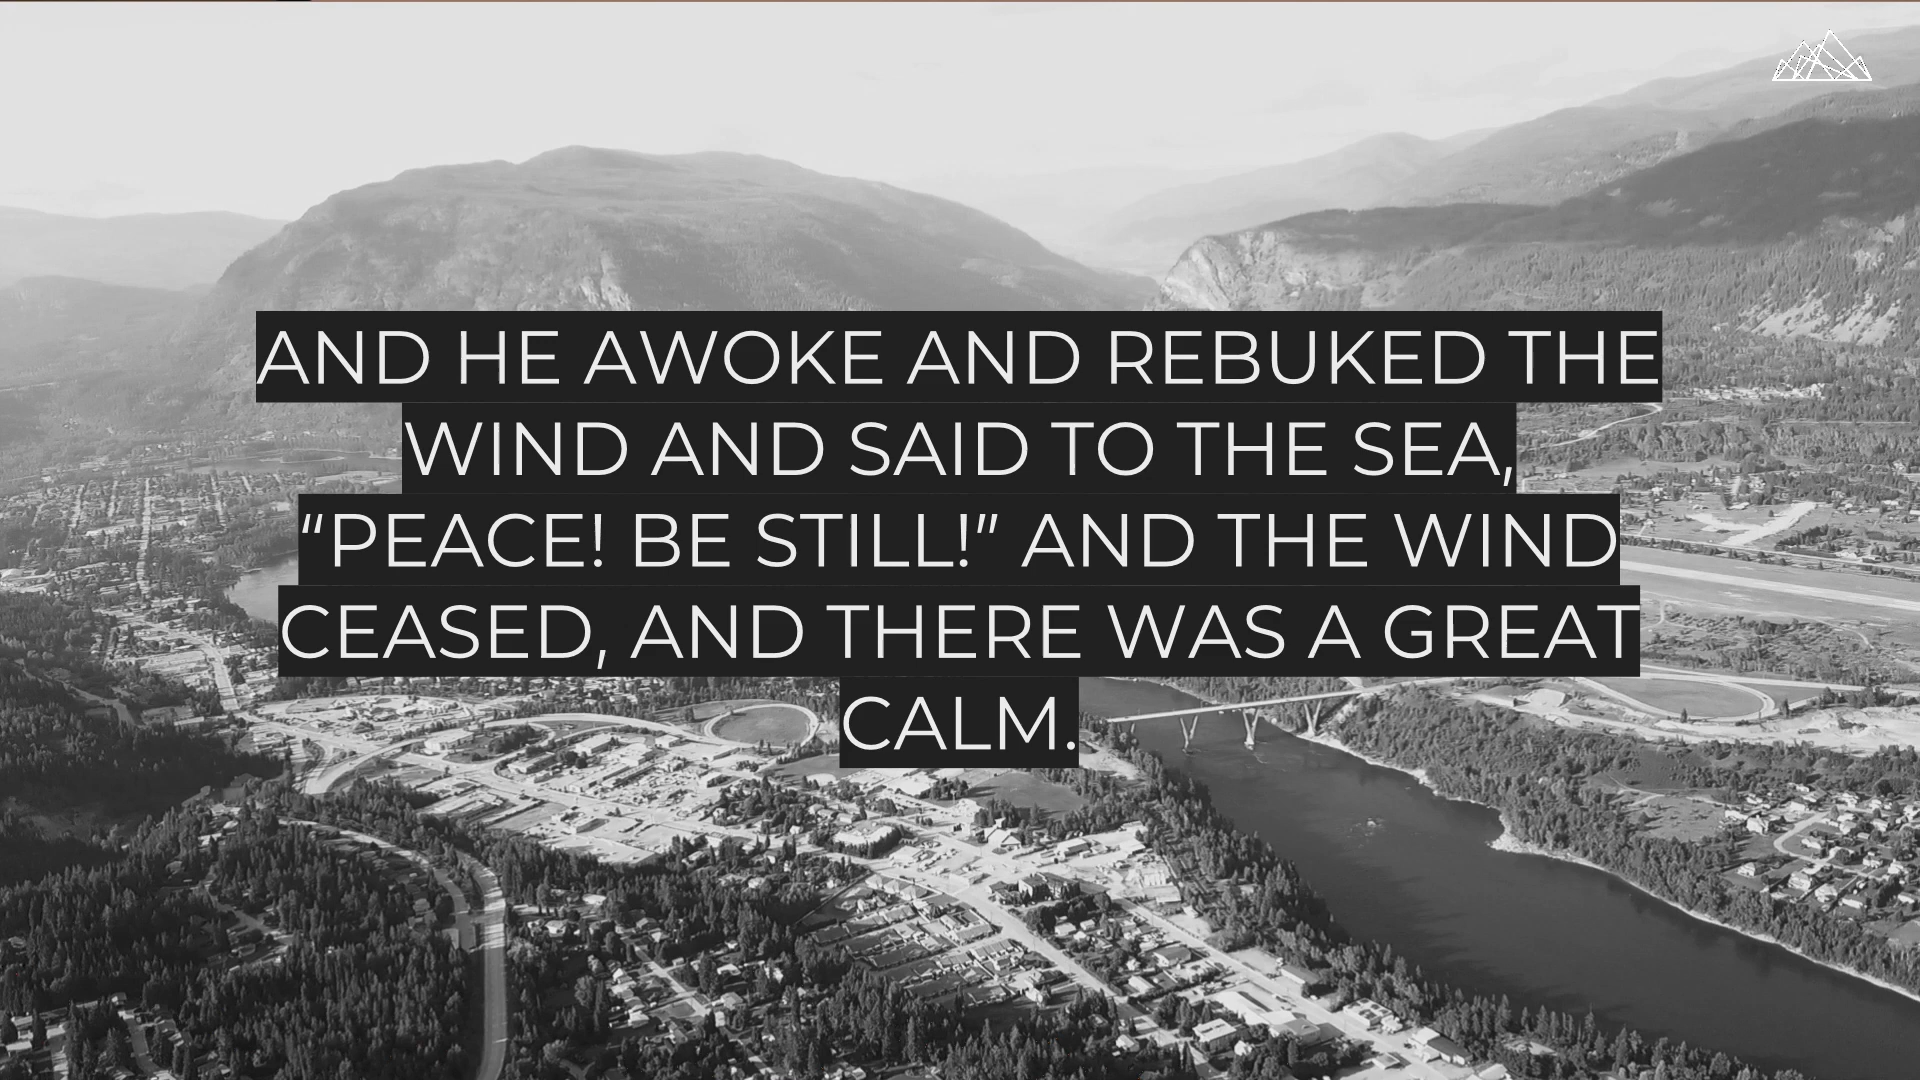 AND HE AWOKE AND REBUKED THE
WIND AND SAID TO THE SEA,
“PEACE! BE STILL!” AND THE WIND
CEASED, AND THERE WAS A GREAT
CALM.